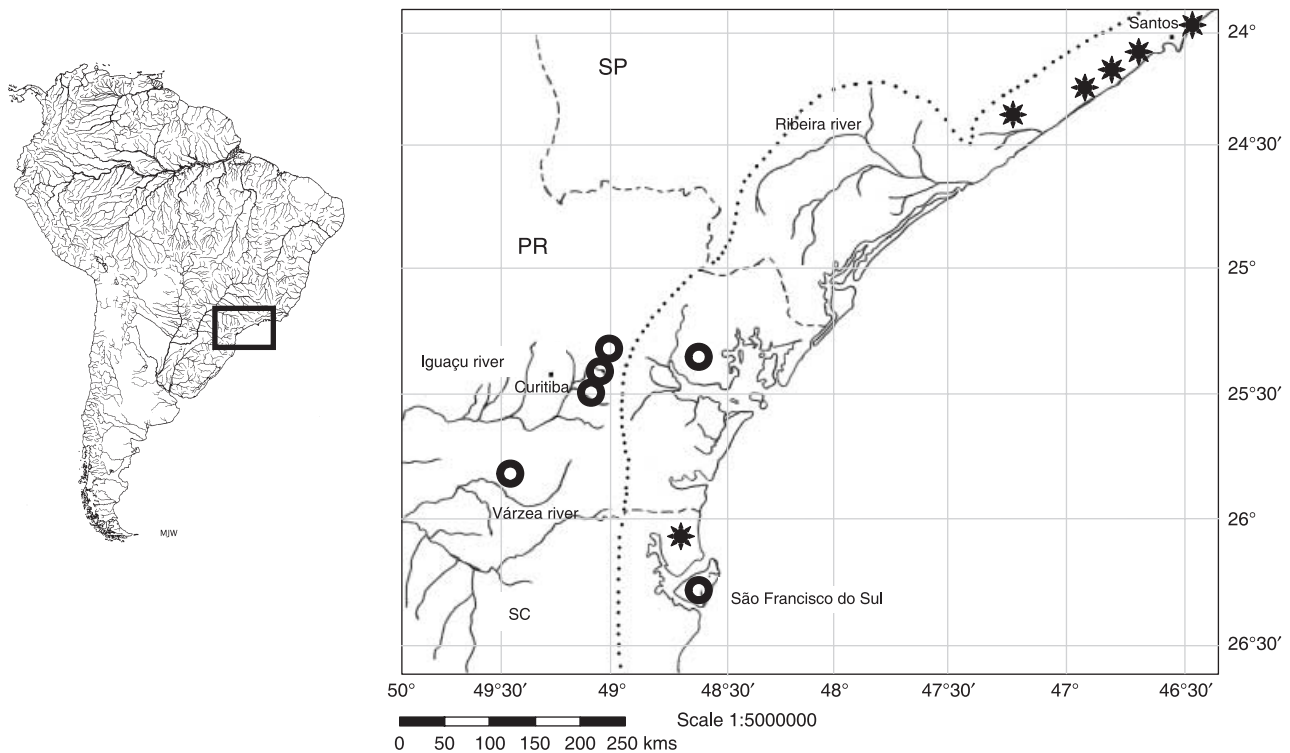 MJW
Santos
24°
SP
Ribeira river
24°30′
PR
25°
Iguaçu river
Curitiba
25°30′
Várzea river
26°
São Francisco do Sul
SC
26°30′
50° 49°30′ 49° 48°30′ 48° 47°30′ 47° 46°30′
Scale 1:5000000
0 50 100 150 200 250 kms